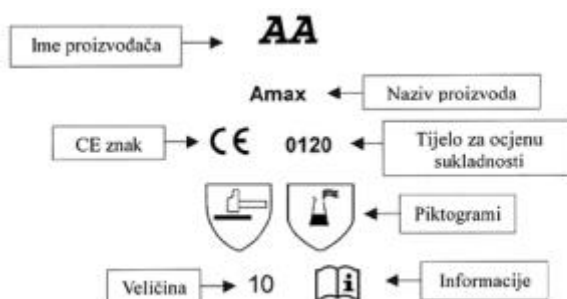 AA
Ime proizvođača
Amax
Naziv proizvoda
CE znak
CE
0120
Tijelo za ocjenu
sukladnosti
Piktogrami
Veličina
10
i
Informacije